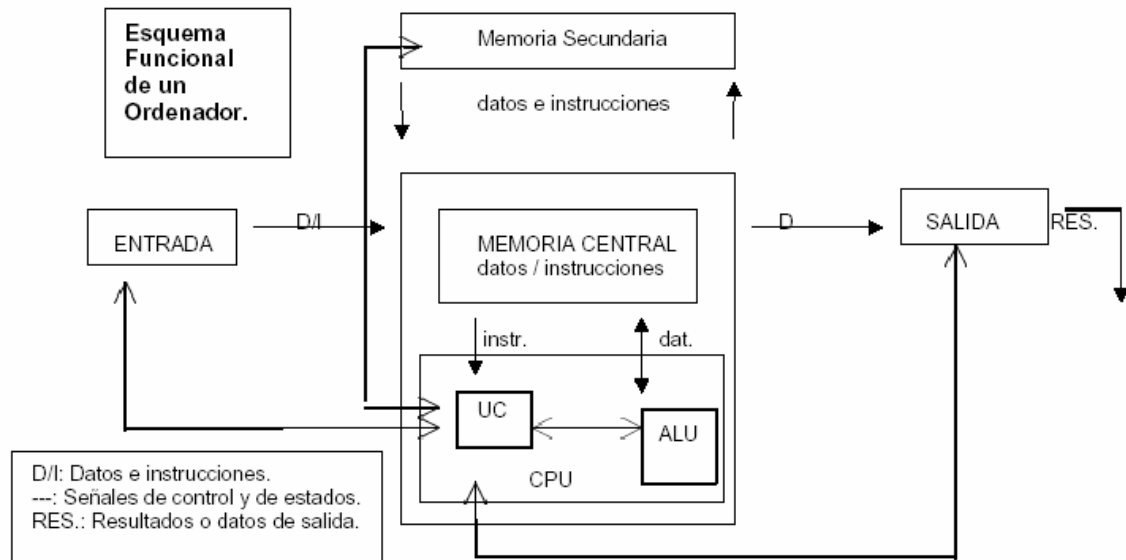 Esquema
Funcional
de un
Ordenador.
Memoria Secundaria
datos e instrucciones
ENTRADA
D/I
MEMORIA CENTRAL
datos / instrucciones
D
SALIDA
RES.
instr.
dat.
UC
ALU
CPU
D/I: Datos e instrucciones.
---: Señales de control y de estados.
RES.: Resultados o datos de salida.